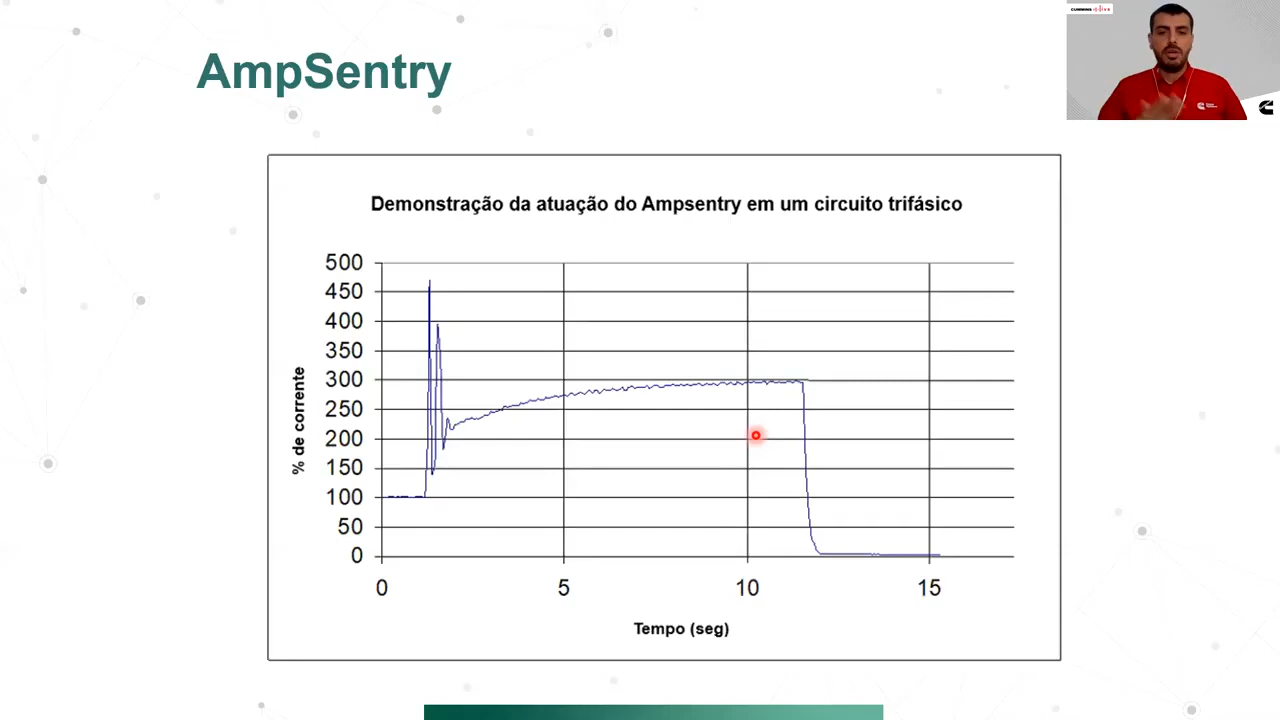 AmpSentry
CUMMINS
Demonstração da atuação do Ampsentry em um circuito trifásico
500
450
400
350
300
250
200
150
100
50
0
% de corrente
0 5 10 15
Tempo (seg)